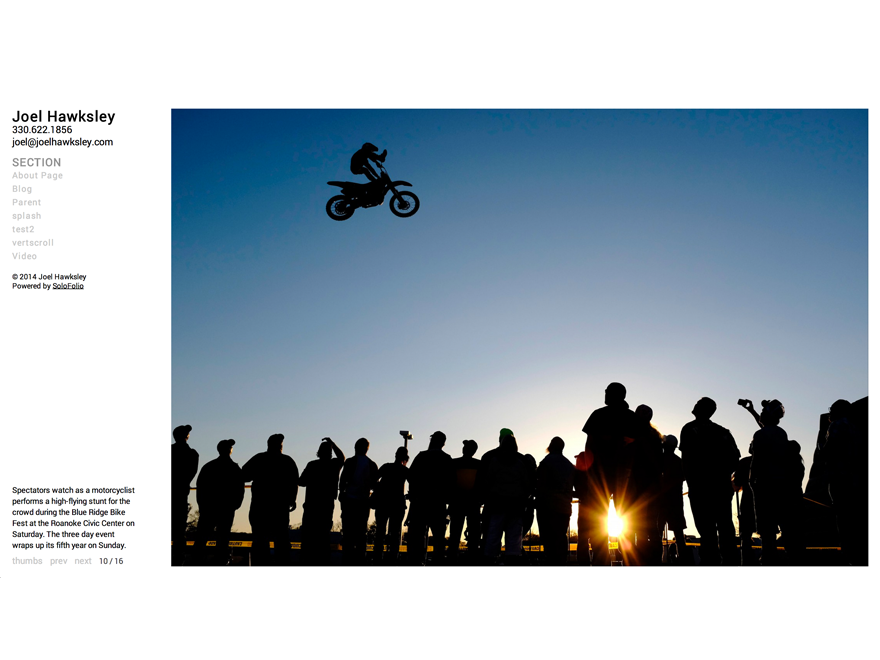 Joel Hawksley
330.622.1856
joel@joelhawksley.com
SECTION
About Page
Blog
Parent
splash
test2
vertscroll
Video
© 2014 Joel Hawksley
Powered by SoloFolio
Spectators watch as a motorcyclist
performs a high-flying stunt for the
crowd during the Blue Ridge Bike
Fest at the Roanoke Civic Center on
Saturday. The three day event
wraps up its fifth year on Sunday.
thumbs prev next 10 / 16